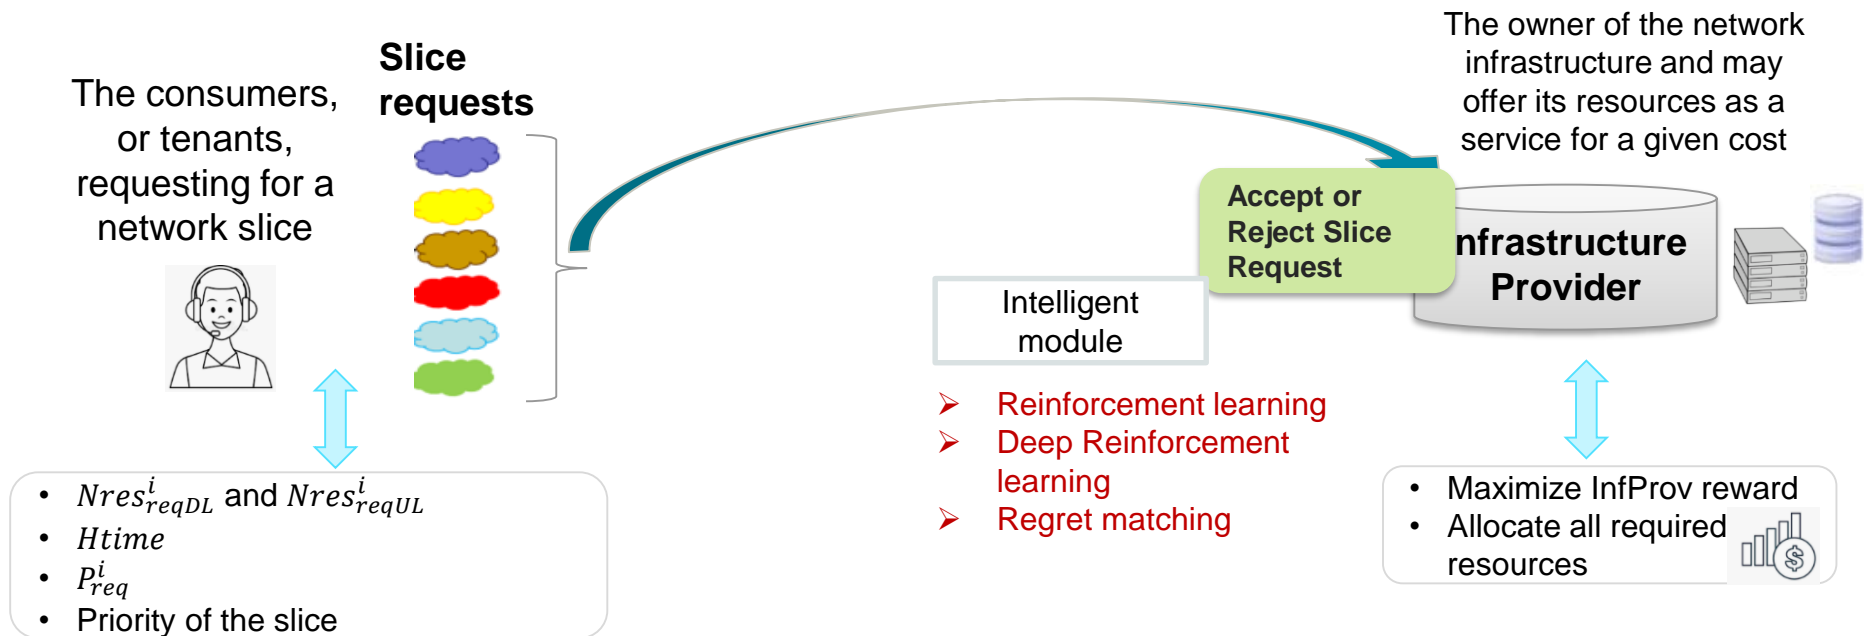 The consumers,
or tenants,
requesting for a
network slice
Slice
requests
The owner of the network
infrastructure and may
offer its resources as a
service for a given cost
Accept or
Reject Slice
Request
nfrastructure
Provider
Intelligent
module
➢ Reinforcement learning
➢ Deep Reinforcement
learning
➢ Regret matching
• $Nres^{i}_{reqDL}$ and $Nres^{i}_{reqUL}$
• $Htime$
• $P^{i}_{req}$
• Priority of the slice
• Maximize InfProv reward
• Allocate all required
resources
$